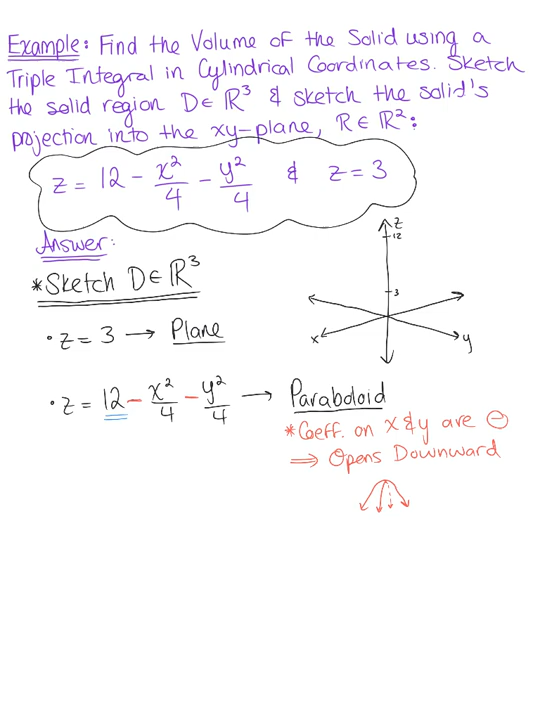 Example: Find the Volume of the Solid using a
Triple Integral in Cylindrical Coordinates. Sketch
the solid region D∈ℝ³ & sketch the solid's
projection into the xy-plane, R∈ℝ²:
z = 12 - x²/4 - y²/4 & z = 3
Answer:
z
12
*Sketch D∈ℝ³
3
•z = 3 → Plane
x
y
•z = 12 - x²/4 - y²/4 → Paraboloid
*Coeff. on x & y are ⊖
⇒ Opens Downward